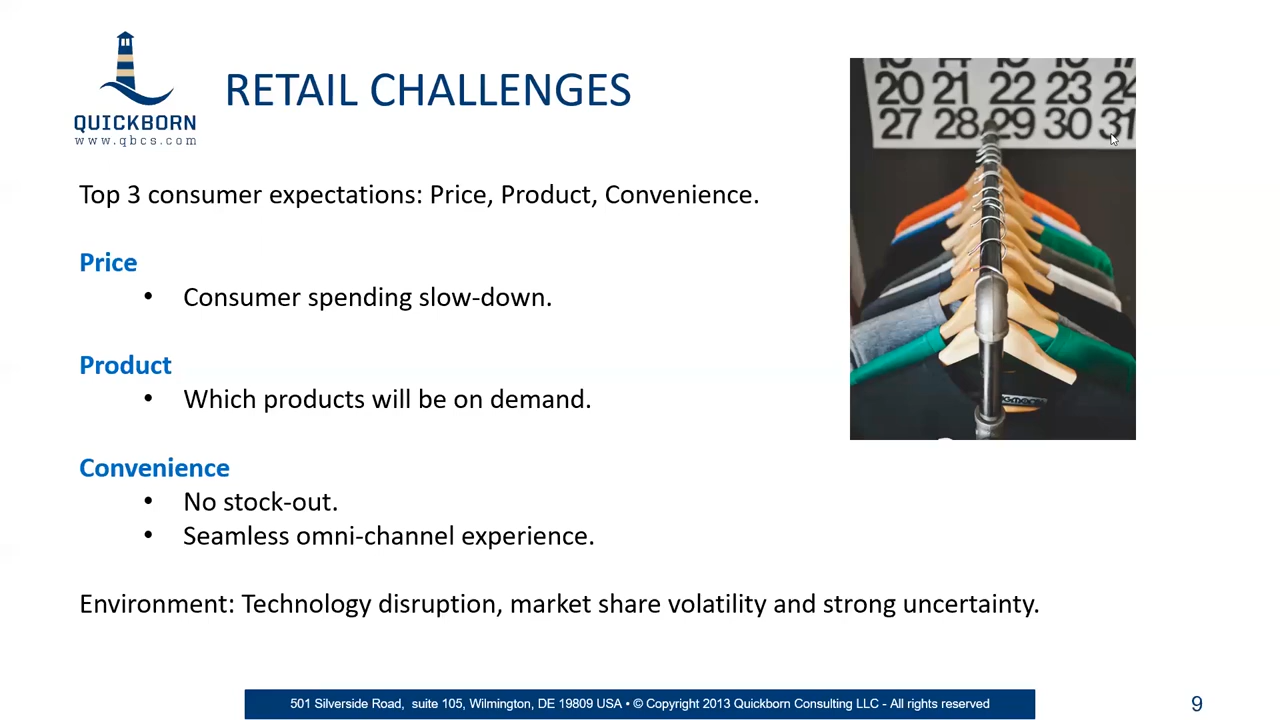 QUICKBORN
www.qbcs.com
RETAIL CHALLENGES
20 21 22 23 24
27 28 29 30 31
Top 3 consumer expectations: Price, Product, Convenience.
Price
• Consumer spending slow-down.
Product
• Which products will be on demand.
Convenience
• No stock-out.
• Seamless omni-channel experience.
Environment: Technology disruption, market share volatility and strong uncertainty.
501 Silverside Road, suite 105, Wilmington, DE 19809 USA • © Copyright 2013 Quickborn Consulting LLC - All rights reserved
9